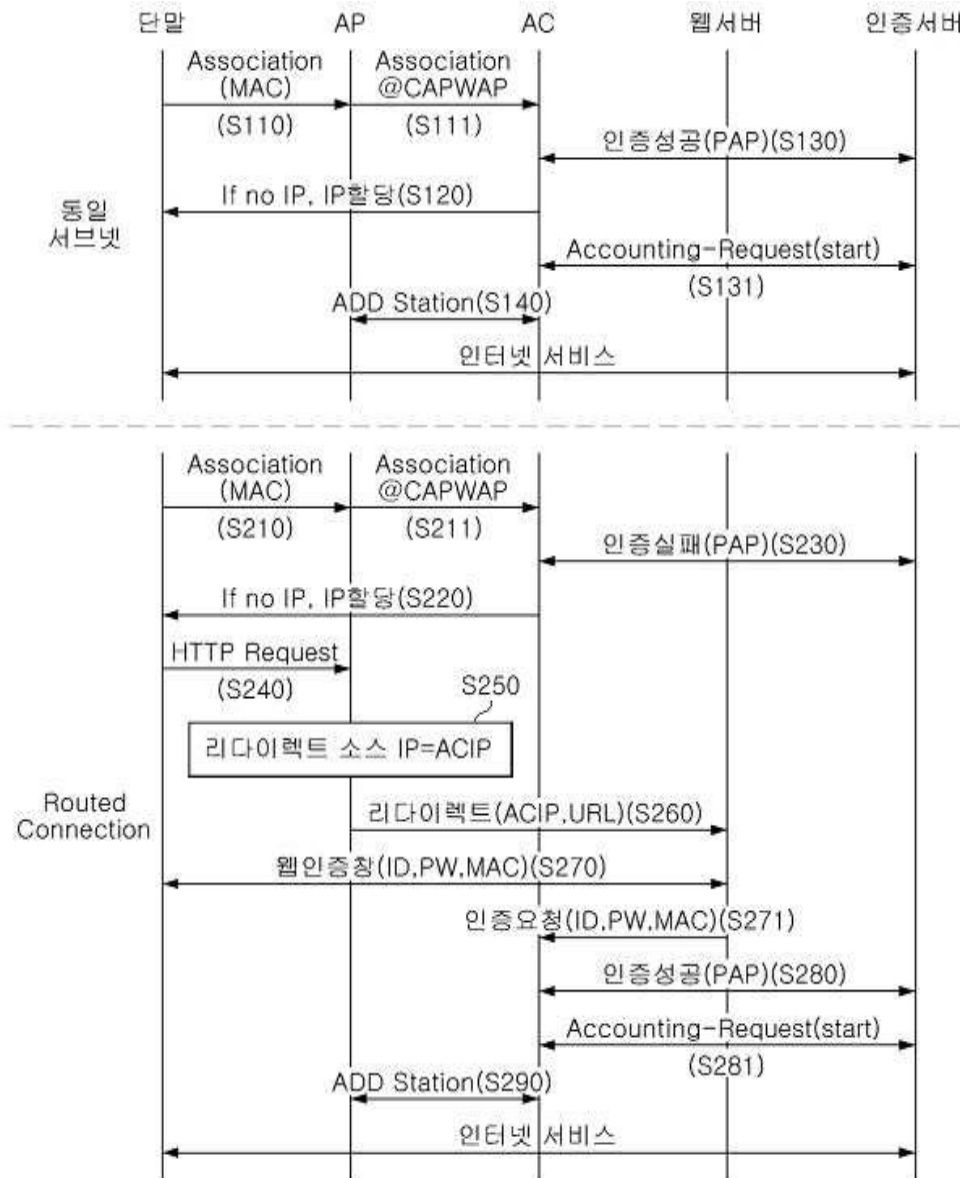 단말 AP AC 웹서버 인증서버
Association Association
(MAC) @CAPWAP
(S110) (S111)
인증성공(PAP)(S130)
If no IP, IP할당(S120)
동일
서브넷
Accounting-Request(start)
(S131)
ADD Station(S140)
인터넷 서비스
Association Association
(MAC) @CAPWAP
(S210) (S211)
인증실패(PAP)(S230)
If no IP, IP할당(S220)
HTTP Request
(S240)
S250
리다이렉트 소스 IP=ACIP
Routed
Connection
리다이렉트(ACIP,URL)(S260)
웹인증창(ID,PW,MAC)(S270)
인증요청(ID,PW,MAC)(S271)
인증성공(PAP)(S280)
Accounting-Request(start)
(S281)
ADD Station(S290)
인터넷 서비스